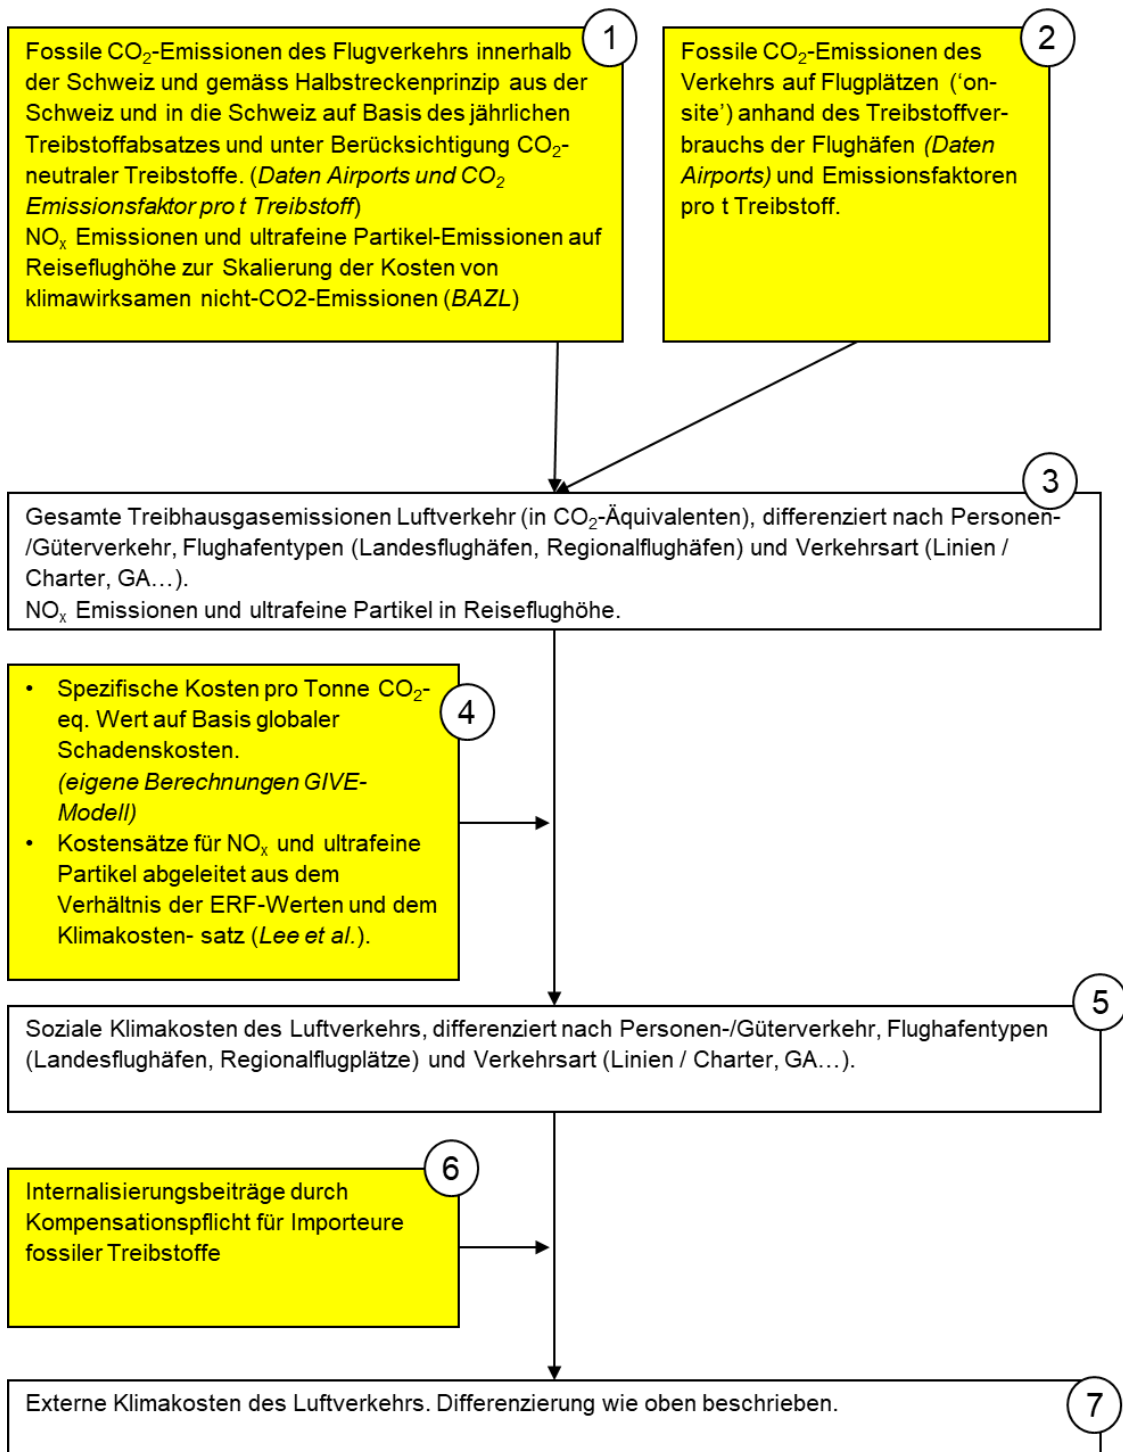 1
Fossile CO₂-Emissionen des Flugverkehrs innerhalb
der Schweiz und gemäss Halbstreckenprinzip aus der
Schweiz und in die Schweiz auf Basis des jährlichen
Treibstoffabsatzes und unter Berücksichtigung CO₂-
neutraler Treibstoffe. (Daten Airports und CO₂
Emissionsfaktor pro t Treibstoff)
NOₓ Emissionen und ultrafeine Partikel-Emissionen auf
Reiseflughöhe zur Skalierung der Kosten von
klimawirksamen nicht-CO2-Emissionen (BAZL)
2
Fossile CO₂-Emissionen des
Verkehrs auf Flugplätzen (‘on-
site’) anhand des Treibstoffver-
brauchs der Flughäfen (Daten
Airports) und Emissionsfaktoren
pro t Treibstoff.
3
Gesamte Treibhausgasemissionen Luftverkehr (in CO₂-Äquivalenten), differenziert nach Personen-
/Güterverkehr, Flughafentypen (Landesflughäfen, Regionalflughäfen) und Verkehrsart (Linien /
Charter, GA…).
NOₓ Emissionen und ultrafeine Partikel in Reiseflughöhe.
4
• Spezifische Kosten pro Tonne CO₂-
eq. Wert auf Basis globaler
Schadenskosten.
(eigene Berechnungen GIVE-
Modell)
• Kostensätze für NOₓ und ultrafeine
Partikel abgeleitet aus dem
Verhältnis der ERF-Werten und dem
Klimakosten- satz (Lee et al.).
5
Soziale Klimakosten des Luftverkehrs, differenziert nach Personen-/Güterverkehr, Flughafentypen
(Landesflughäfen, Regionalflugplätze) und Verkehrsart (Linien / Charter, GA…).
6
Internalisierungsbeiträge durch
Kompensationspflicht für Importeure
fossiler Treibstoffe
7
Externe Klimakosten des Luftverkehrs. Differenzierung wie oben beschrieben.